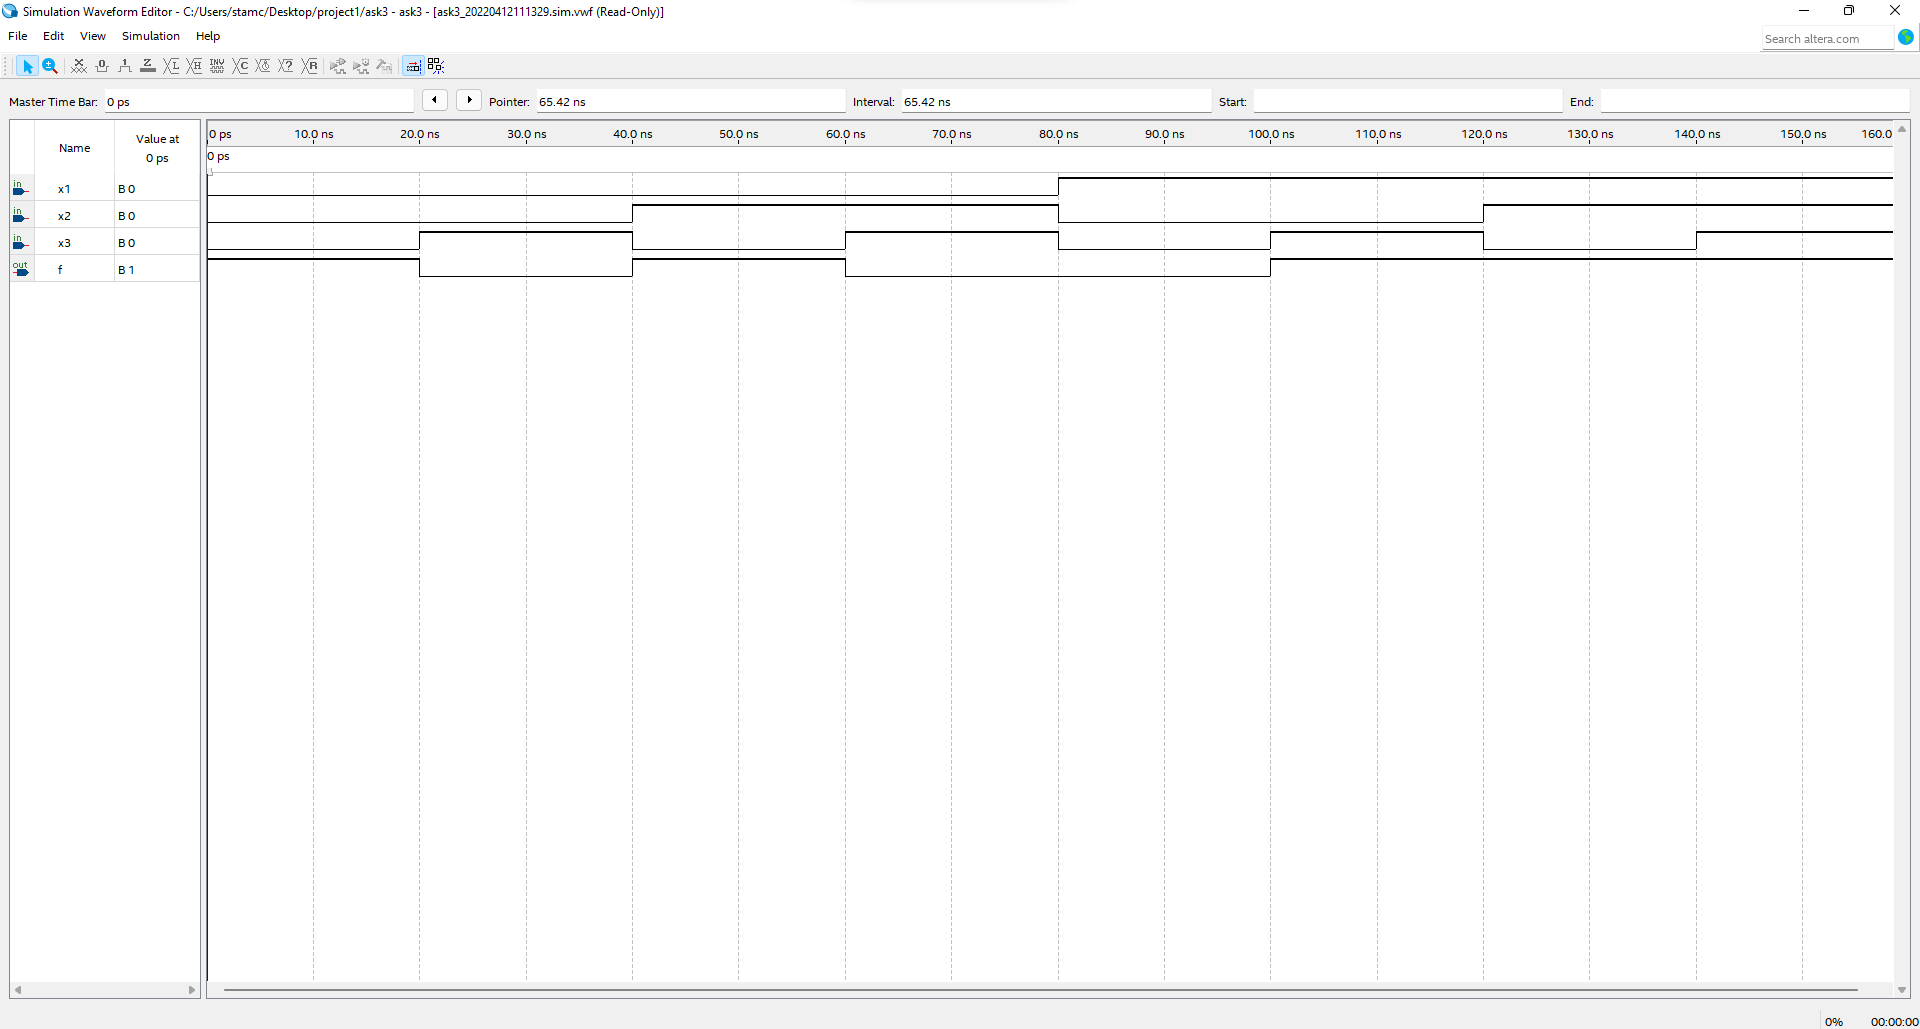 Simulation Waveform Editor - C:/Users/stamc/Desktop/project1/ask3 - ask3 - [ask3_20220412111329.sim.vwf (Read-Only)]
File Edit View Simulation Help
Search altera.com
Master Time Bar: 0 ps Pointer: 65.42 ns Interval: 65.42 ns Start: End:
Name Value at 0 ps
0 ps 10.0 ns 20.0 ns 30.0 ns 40.0 ns 50.0 ns 60.0 ns 70.0 ns 80.0 ns 90.0 ns 100.0 ns 110.0 ns 120.0 ns 130.0 ns 140.0 ns 150.0 ns 160.0
0 ps
in x1 B 0
in x2 B 0
in x3 B 0
out f B 1
0% 00:00:00